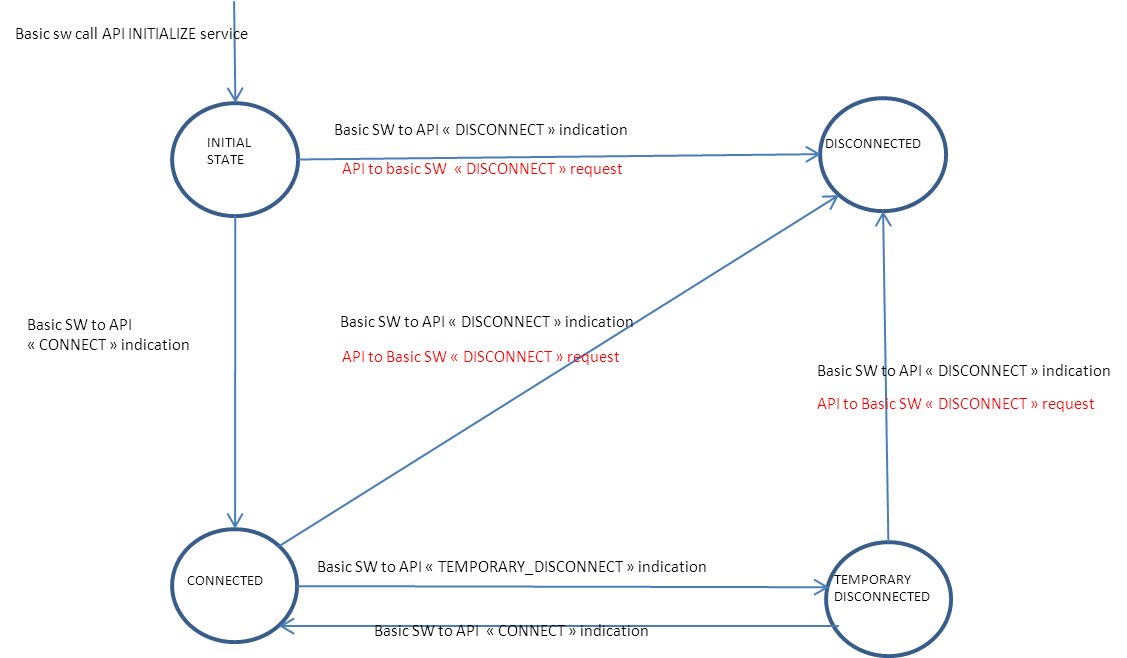 Basic sw call API INITIALIZE service
Basic SW to API « DISCONNECT » indication
INITIAL
STATE
DISCONNECTED
API to basic SW « DISCONNECT » request
Basic SW to API
« CONNECT » indication
Basic SW to API « DISCONNECT » indication
API to Basic SW « DISCONNECT » request
Basic SW to API « DISCONNECT » indication
API to Basic SW « DISCONNECT » request
CONNECTED
Basic SW to API « TEMPORARY_DISCONNECT » indication
TEMPORARY
DISCONNECTED
Basic SW to API « CONNECT » indication